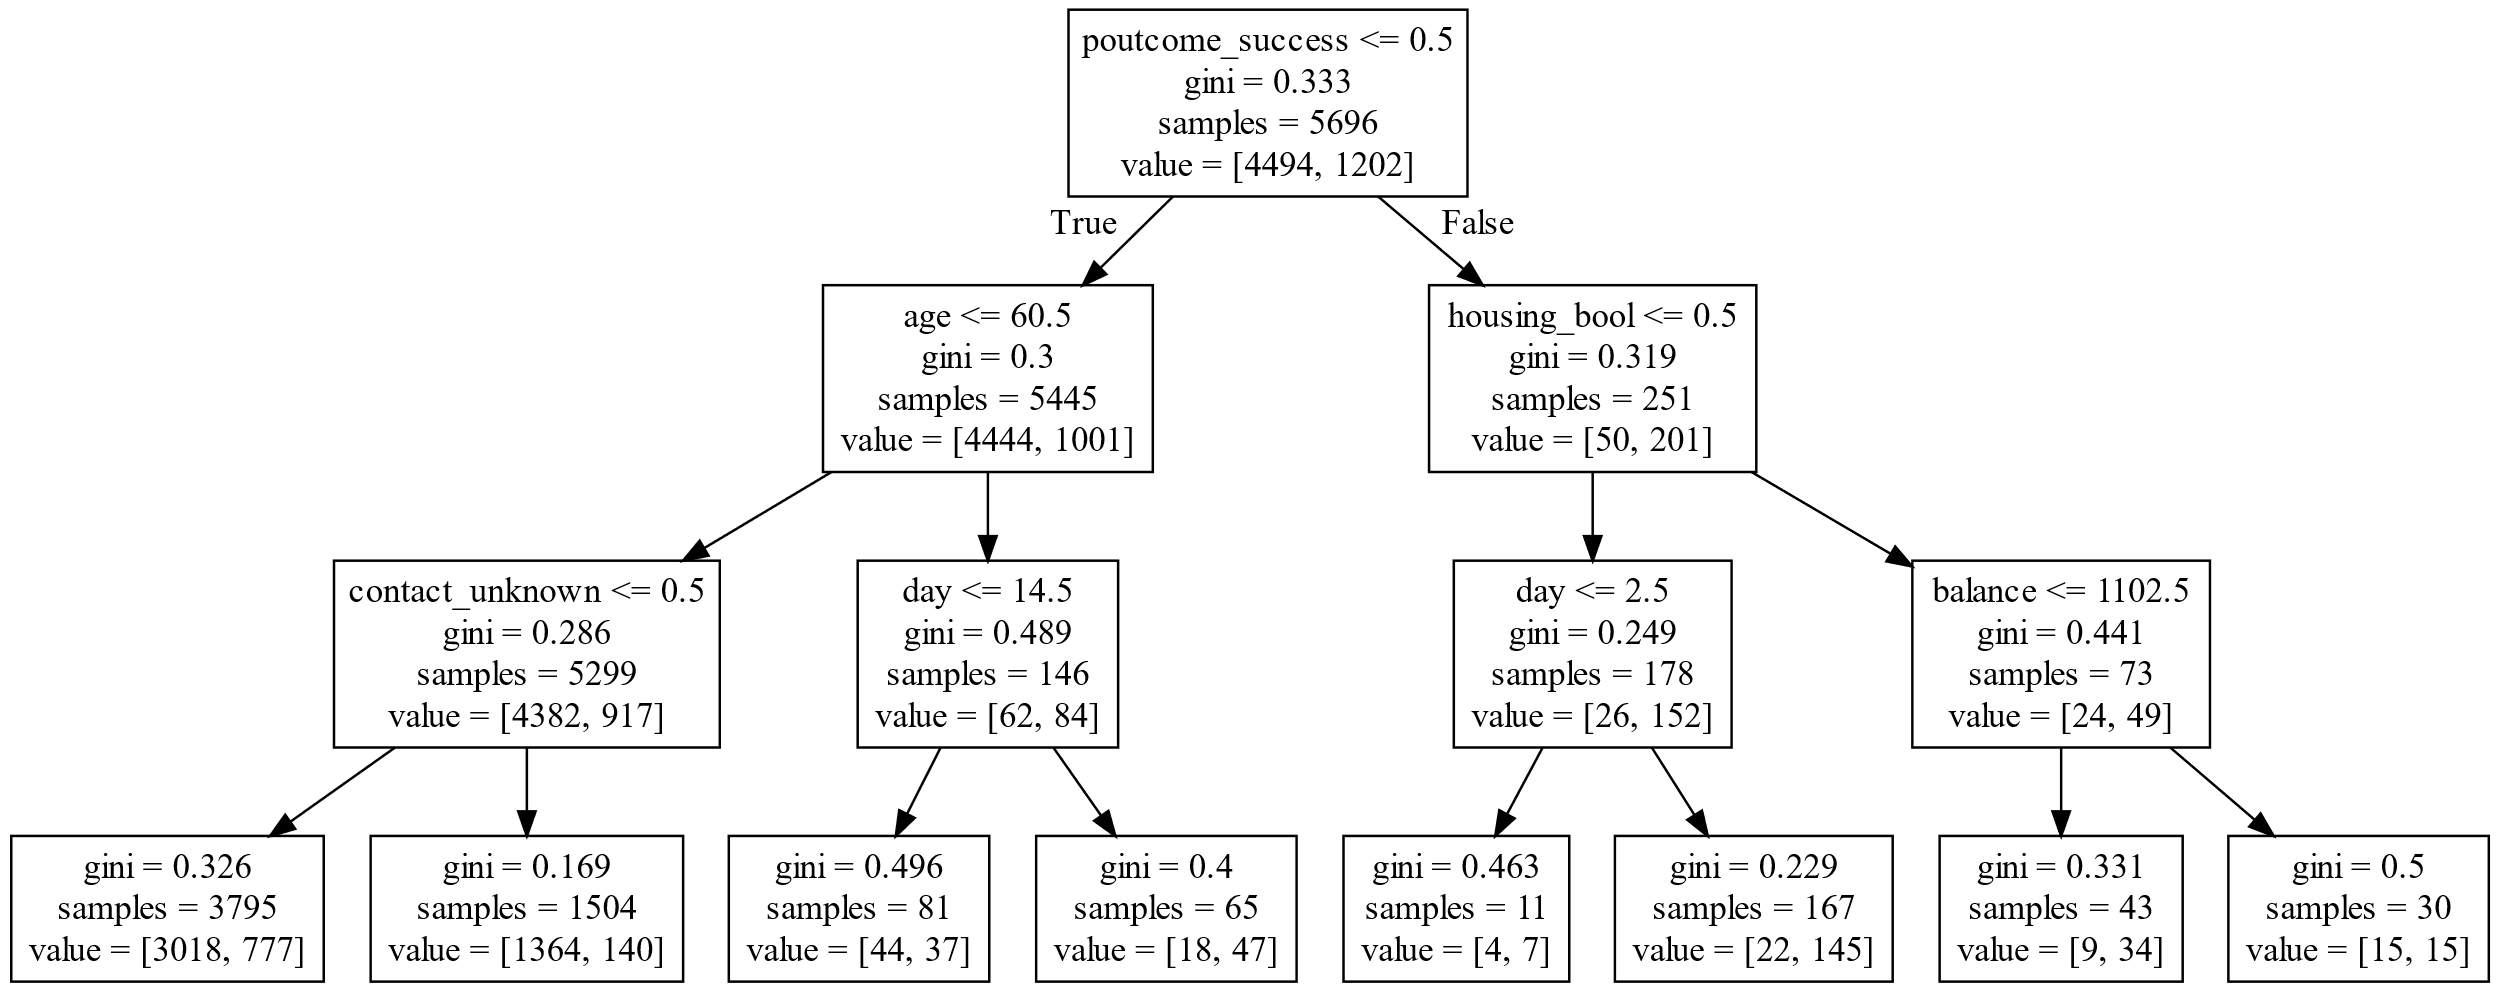 poutcome_success <= 0.5
gini = 0.333
samples = 5696
value = [4494, 1202]
True
False
age <= 60.5
gini = 0.3
samples = 5445
value = [4444, 1001]
housing_bool <= 0.5
gini = 0.319
samples = 251
value = [50, 201]
contact_unknown <= 0.5
gini = 0.286
samples = 5299
value = [4382, 917]
day <= 14.5
gini = 0.489
samples = 146
value = [62, 84]
day <= 2.5
gini = 0.249
samples = 178
value = [26, 152]
balance <= 1102.5
gini = 0.441
samples = 73
value = [24, 49]
gini = 0.326
samples = 3795
value = [3018, 777]
gini = 0.169
samples = 1504
value = [1364, 140]
gini = 0.496
samples = 81
value = [44, 37]
gini = 0.4
samples = 65
value = [18, 47]
gini = 0.463
samples = 11
value = [4, 7]
gini = 0.229
samples = 167
value = [22, 145]
gini = 0.331
samples = 43
value = [9, 34]
gini = 0.5
samples = 30
value = [15, 15]